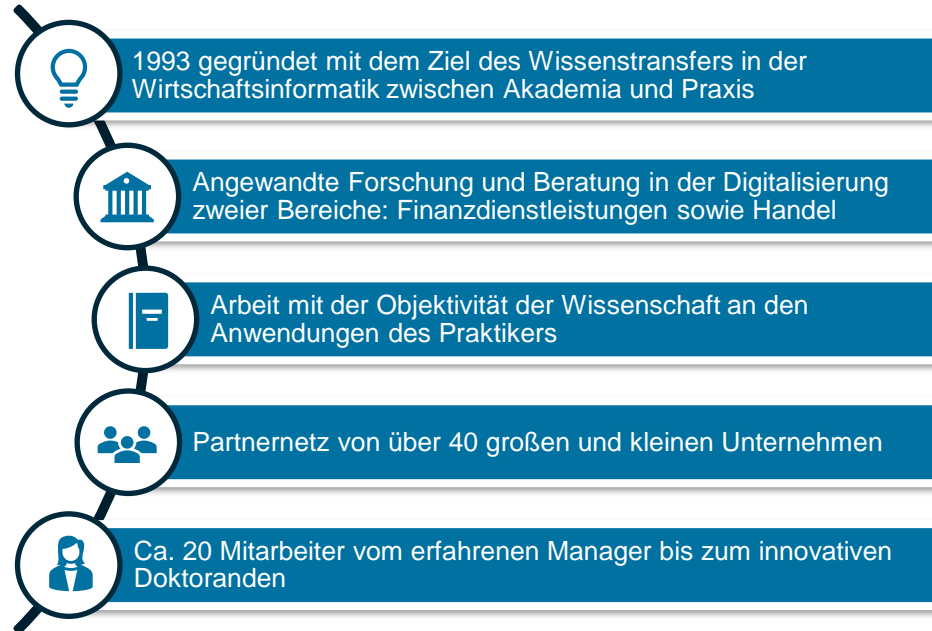 1993 gegründet mit dem Ziel des Wissenstransfers in der
Wirtschaftsinformatik zwischen Akademia und Praxis
Angewandte Forschung und Beratung in der Digitalisierung
zweier Bereiche: Finanzdienstleistungen sowie Handel
Arbeit mit der Objektivität der Wissenschaft an den
Anwendungen des Praktikers
Partnernetz von über 40 großen und kleinen Unternehmen
Ca. 20 Mitarbeiter vom erfahrenen Manager bis zum innovativen
Doktoranden